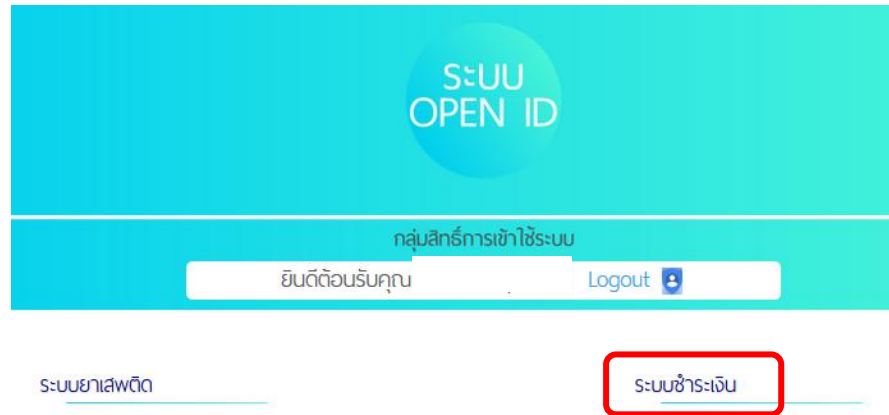 ระบบ
OPEN ID
กลุ่มสิทธิ์การเข้าใช้ระบบ
ยินดีต้อนรับคุณ Logout
ระบบยาเสพติด ระบบชำระเงิน